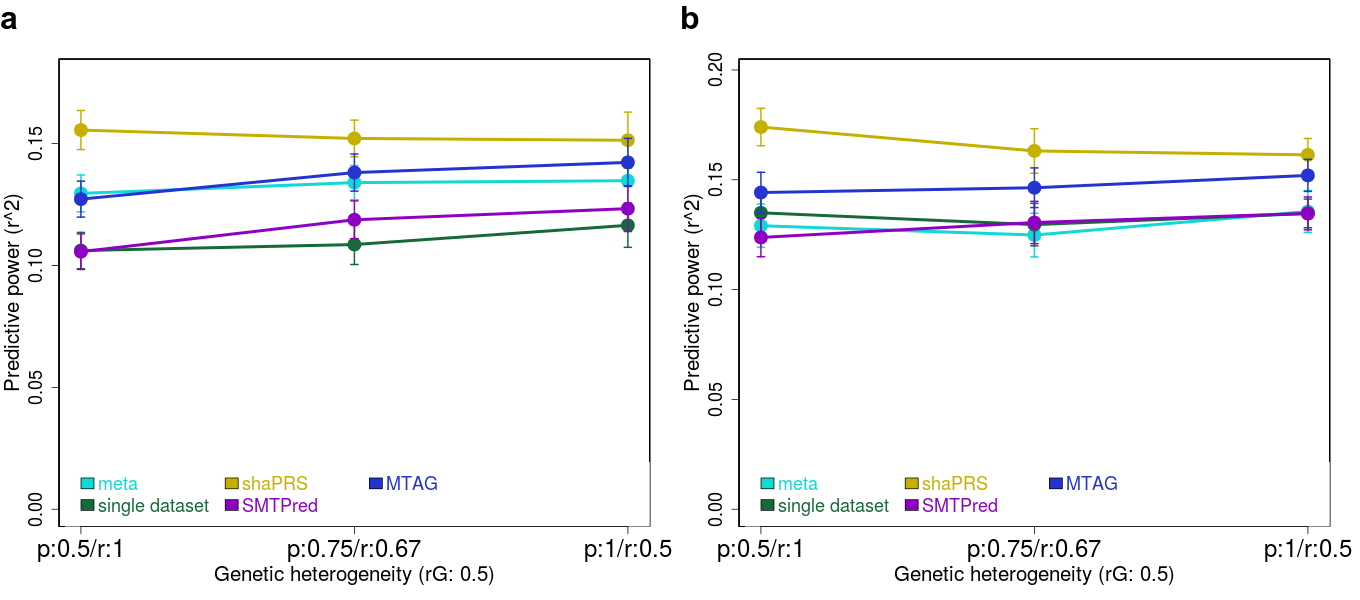 a
Predictive power (r^2)
0.15
0.10
0.05
0.00
meta shaPRS MTAG
single dataset SMTPred
p:0.5/r:1 p:0.75/r:0.67 p:1/r:0.5
Genetic heterogeneity (rG: 0.5)
b
Predictive power (r^2)
0.20
0.15
0.10
0.05
0.00
meta shaPRS MTAG
single dataset SMTPred
p:0.5/r:1 p:0.75/r:0.67 p:1/r:0.5
Genetic heterogeneity (rG: 0.5)